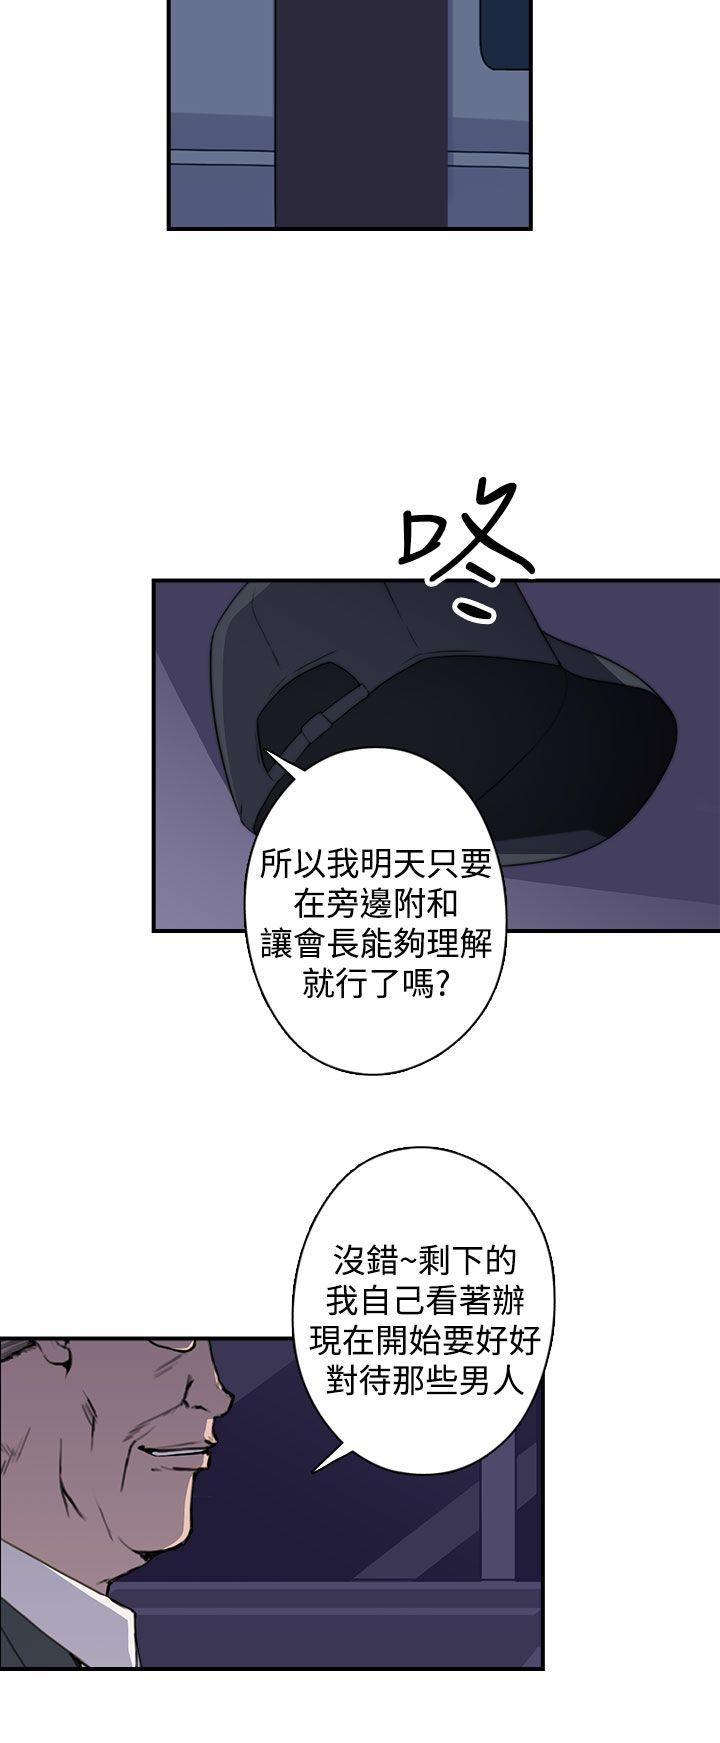 咚
所以我明天只要
在旁邊附和
讓會長能夠理解
就行了嗎?
沒錯~剩下的
我自己看著辦
現在開始要好好
對待那些男人